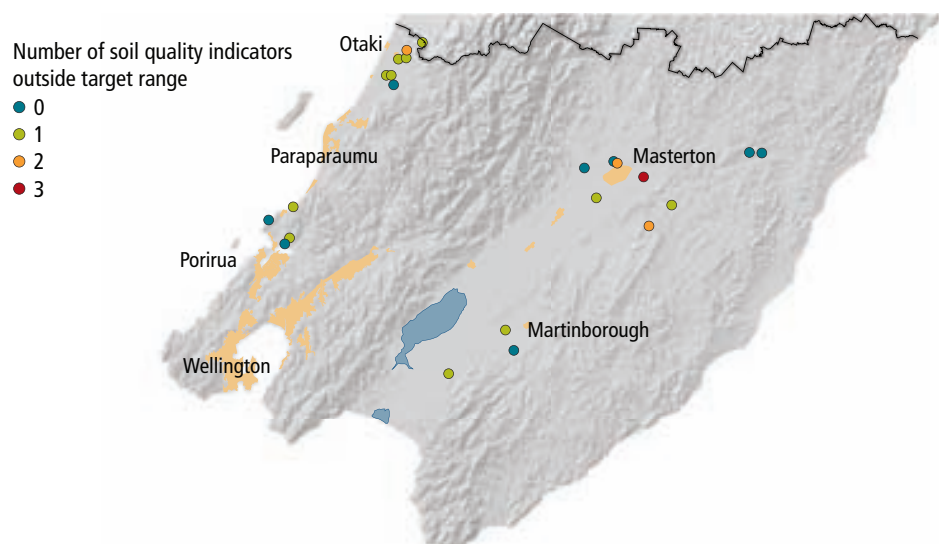 Number of soil quality indicators
outside target range
0
1
2
3
Otaki
Paraparaumu
Masterton
Porirua
Martinborough
Wellington